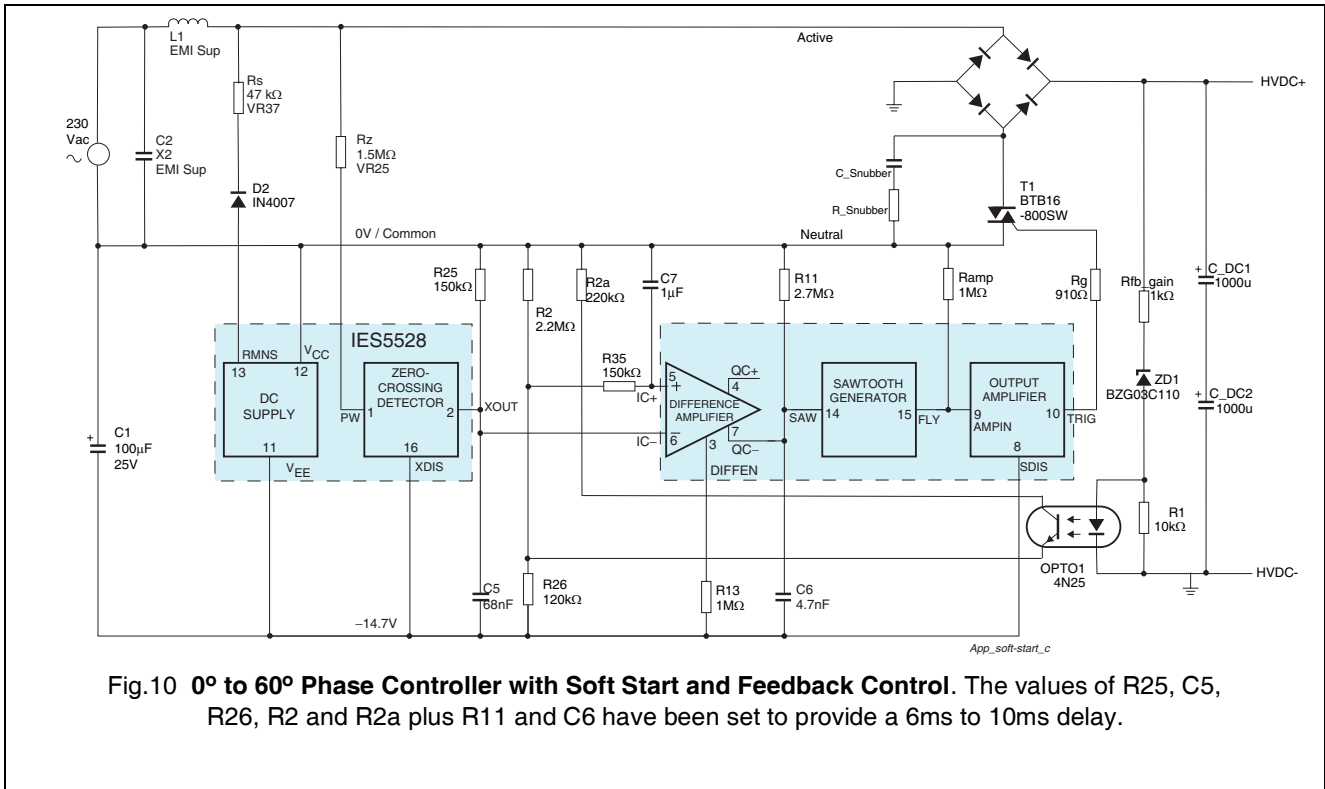 L1
EMI Sup
Active
HVDC+
Rs
47 kΩ
VR37
230
Vac
C2
X2
EMI Sup
Rz
1.5MΩ
VR25
C_Snubber
R_Snubber
T1
BTB16
-800SW
D2
IN4007
0V / Common
Neutral
R25
150kΩ
R2
2.2MΩ
R2a
220kΩ
C7
1µF
R11
2.7MΩ
Ramp
1MΩ
Rg
910Ω
Rfb_gain
1kΩ
+ C_DC1
1000u
IES5528
RMNS
13
VCC
12
DC
SUPPLY
11
VEE
ZERO-
CROSSING
DETECTOR
PW
1
2
XOUT
16
XDIS
R35
150kΩ
5
+
IC+
IC–
6
–
QC+
4
DIFFERENCE
AMPLIFIER
7
QC–
3
DIFFEN
SAW
14
SAWTOOTH
GENERATOR
15
FLY
OUTPUT
AMPLIFIER
9
AMPIN
10
TRIG
8
SDIS
ZD1
BZG03C110
+ C_DC2
1000u
+
C1
100µF
25V
R1
10kΩ
OPTO1
4N25
HVDC-
C5
68nF
R26
120kΩ
R13
1MΩ
C6
4.7nF
–14.7V
App_soft-start_c
Fig.10 0º to 60º Phase Controller with Soft Start and Feedback Control. The values of R25, C5,
R26, R2 and R2a plus R11 and C6 have been set to provide a 6ms to 10ms delay.